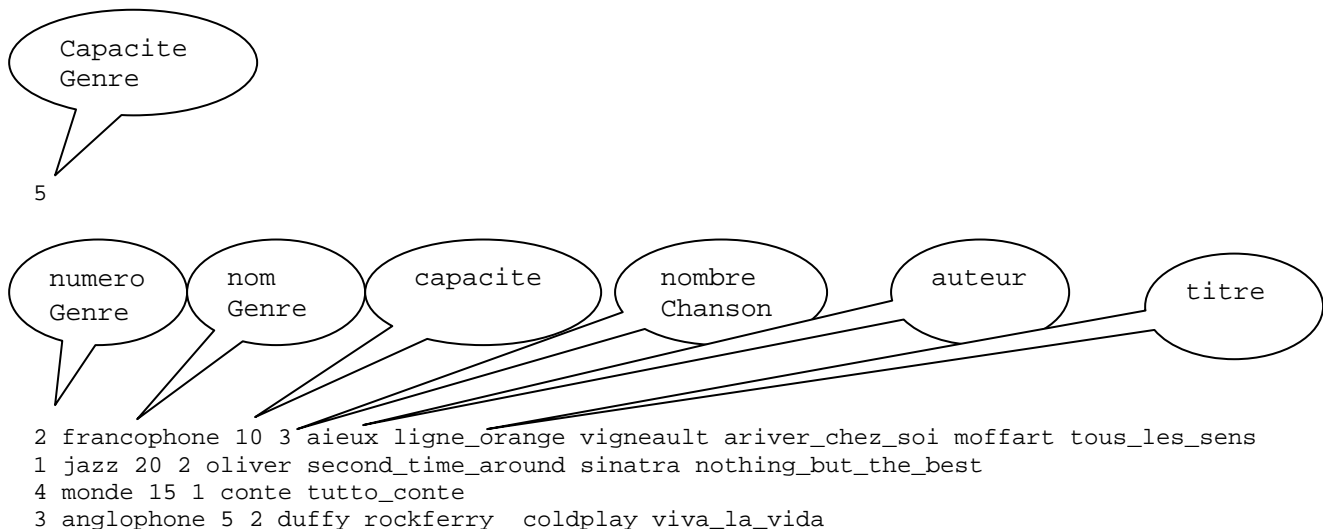 Capacite
Genre
5
numero
Genre
nom
Genre
capacite
nombre
Chanson
auteur
titre
2 francophone 10 3 aieux ligne_orange vigneault ariver_chez_soi moffart tous_les_sens
1 jazz 20 2 oliver second_time_around sinatra nothing_but_the_best
4 monde 15 1 conte tutto_conte
3 anglophone 5 2 duffy rockferry  coldplay viva_la_vida